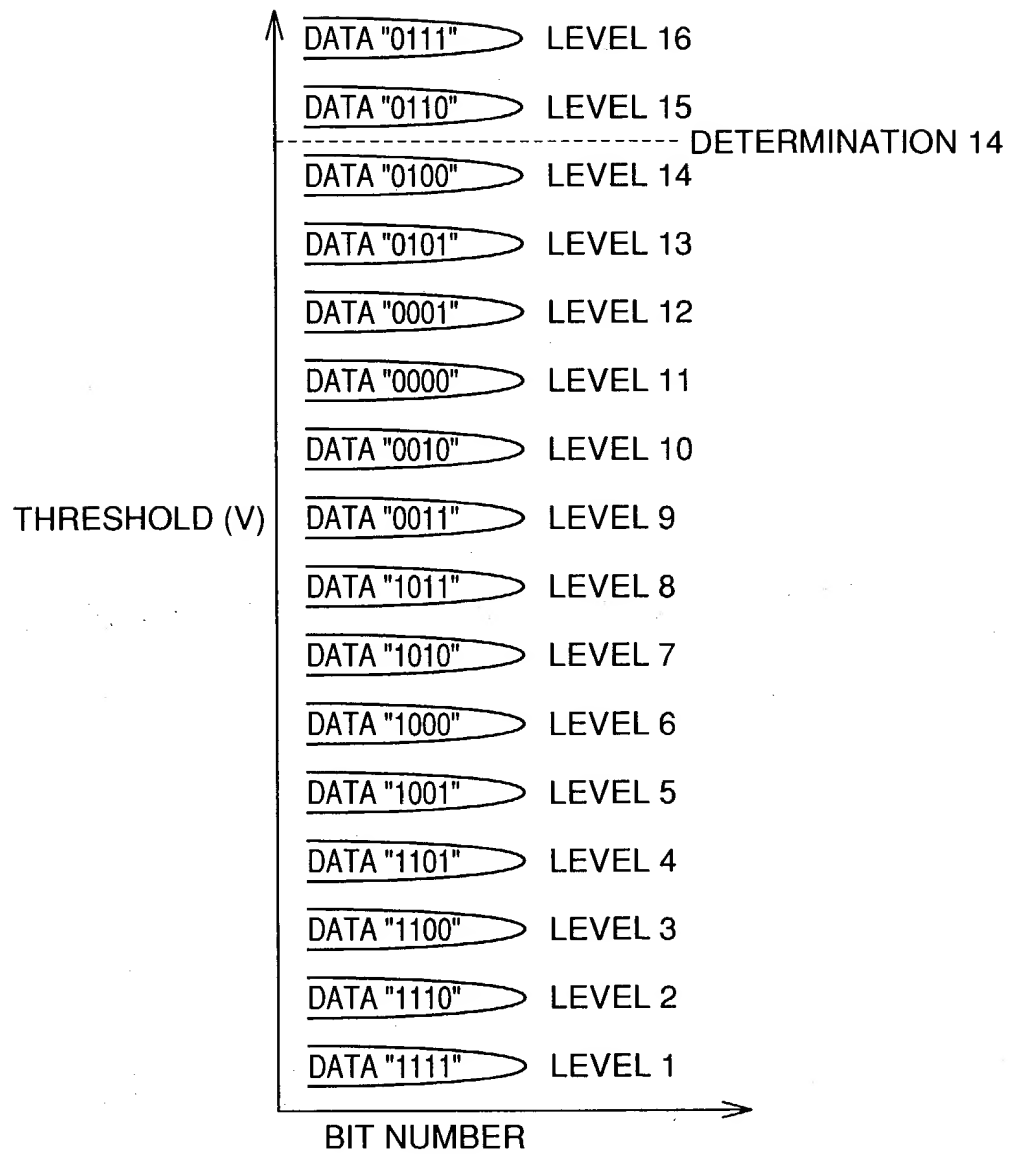 DATA "0111" LEVEL 16
DATA "0110" LEVEL 15
DETERMINATION 14
DATA "0100" LEVEL 14
DATA "0101" LEVEL 13
DATA "0001" LEVEL 12
DATA "0000" LEVEL 11
DATA "0010" LEVEL 10
THRESHOLD (V) DATA "0011" LEVEL 9
DATA "1011" LEVEL 8
DATA "1010" LEVEL 7
DATA "1000" LEVEL 6
DATA "1001" LEVEL 5
DATA "1101" LEVEL 4
DATA "1100" LEVEL 3
DATA "1110" LEVEL 2
DATA "1111" LEVEL 1
BIT NUMBER